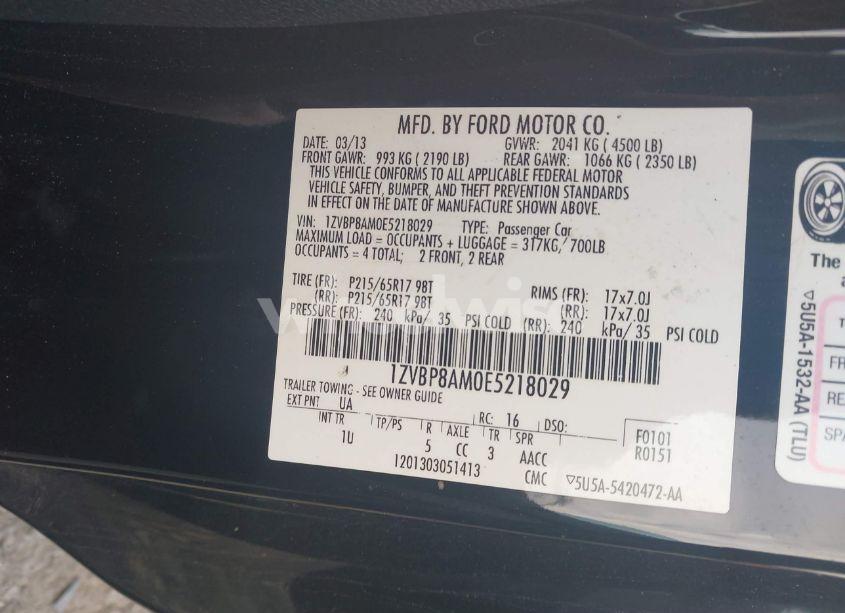 MFD. BY FORD MOTOR CO.
DATE: 03/13 GVWR: 2041 KG ( 4500 LB)
FRONT GAWR: 993 KG ( 2190 LB) REAR GAWR: 1066 KG ( 2350 LB)
THIS VEHICLE CONFORMS TO ALL APPLICABLE FEDERAL MOTOR
VEHICLE SAFETY, BUMPER, AND THEFT PREVENTION STANDARDS
IN EFFECT ON THE DATE OF MANUFACTURE SHOWN ABOVE.
VIN: 1ZVBP8AM0E5218029 TYPE: Passenger Car
MAXIMUM LOAD = OCCUPANTS + LUGGAGE = 317KG/ 700LB
OCCUPANTS = 4 TOTAL; 2 FRONT, 2 REAR
TIRE (FR): P215/65R17 98T RIMS (FR): 17x7.0J
(RR): P215/65R17 98T (RR): 17x7.0J
PRESSURE (FR): 240 kPa/ 35 PSI COLD (RR): 240 kPa/ 35 PSI COLD
1ZVBP8AM0E5218029
TRAILER TOWING - SEE OWNER GUIDE
EXT PNT UA RC: 16 DSO: F0101
INT TR TP/PS R AXLE TR SPR R0151
1U 5 CC 3 AACC
1201303051413 CMC ▽5U5A-5420472-AA
The
▽5U5A-1532-AA (TLU)
T
FR
RE
SPA